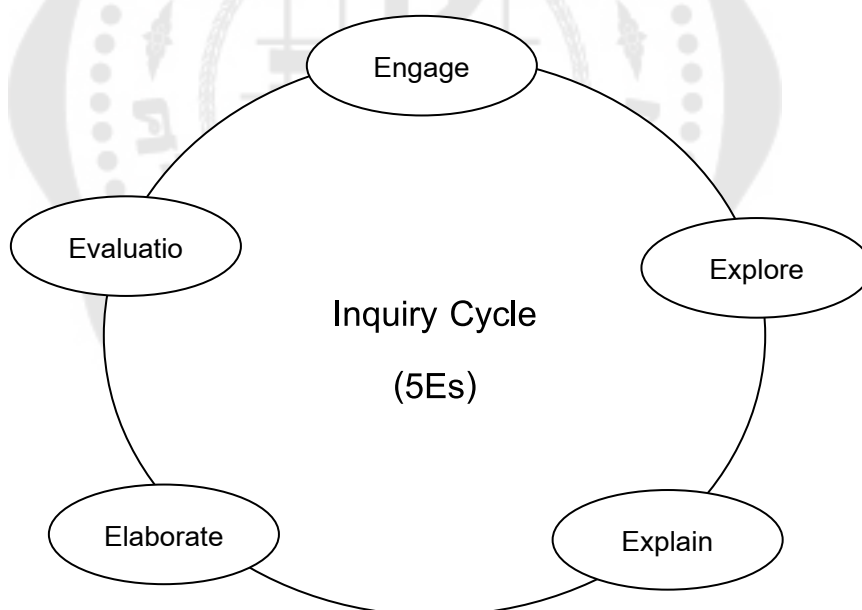 Engage
Explore
Explain
Elaborate
Evaluatio
Inquiry Cycle
(5Es)